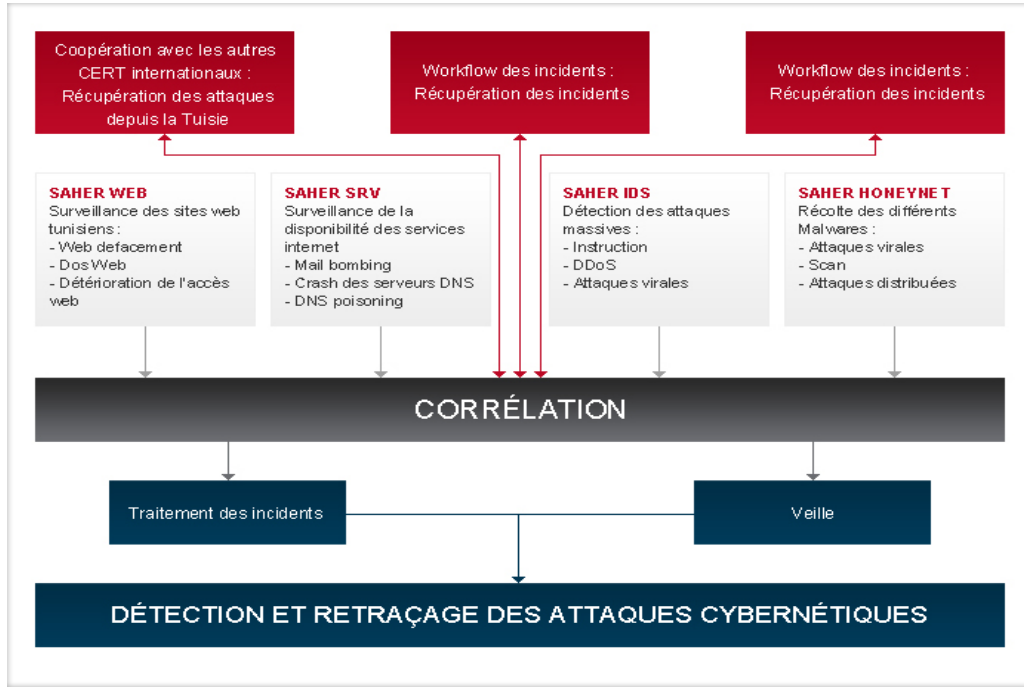 Coopération avec les autres
CERT internationaux :
Récupération des attaques
depuis la Tuisie
Workflow des incidents :
Récupération des incidents
Workflow des incidents :
Récupération des incidents
SAHER WEB
Surveillance des sites web
tunisiens :
- Web defacement
- Dos Web
- Détérioration de l'accès
web
SAHER SRV
Surveillance de la
disponibilité des services
internet
- Mail bombing
- Crash des serveurs DNS
- DNS poisoning
SAHER IDS
Détection des attaques
massives :
- Instruction
- DDoS
- Attaques virales
SAHER HONEYNET
Récolte des différents
Malwares :
- Attaques virales
- Scan
- Attaques distribuées
CORRÉLATION
Traitement des incidents
Veille
DÉTECTION ET RETRAÇAGE DES ATTAQUES CYBERNÉTIQUES